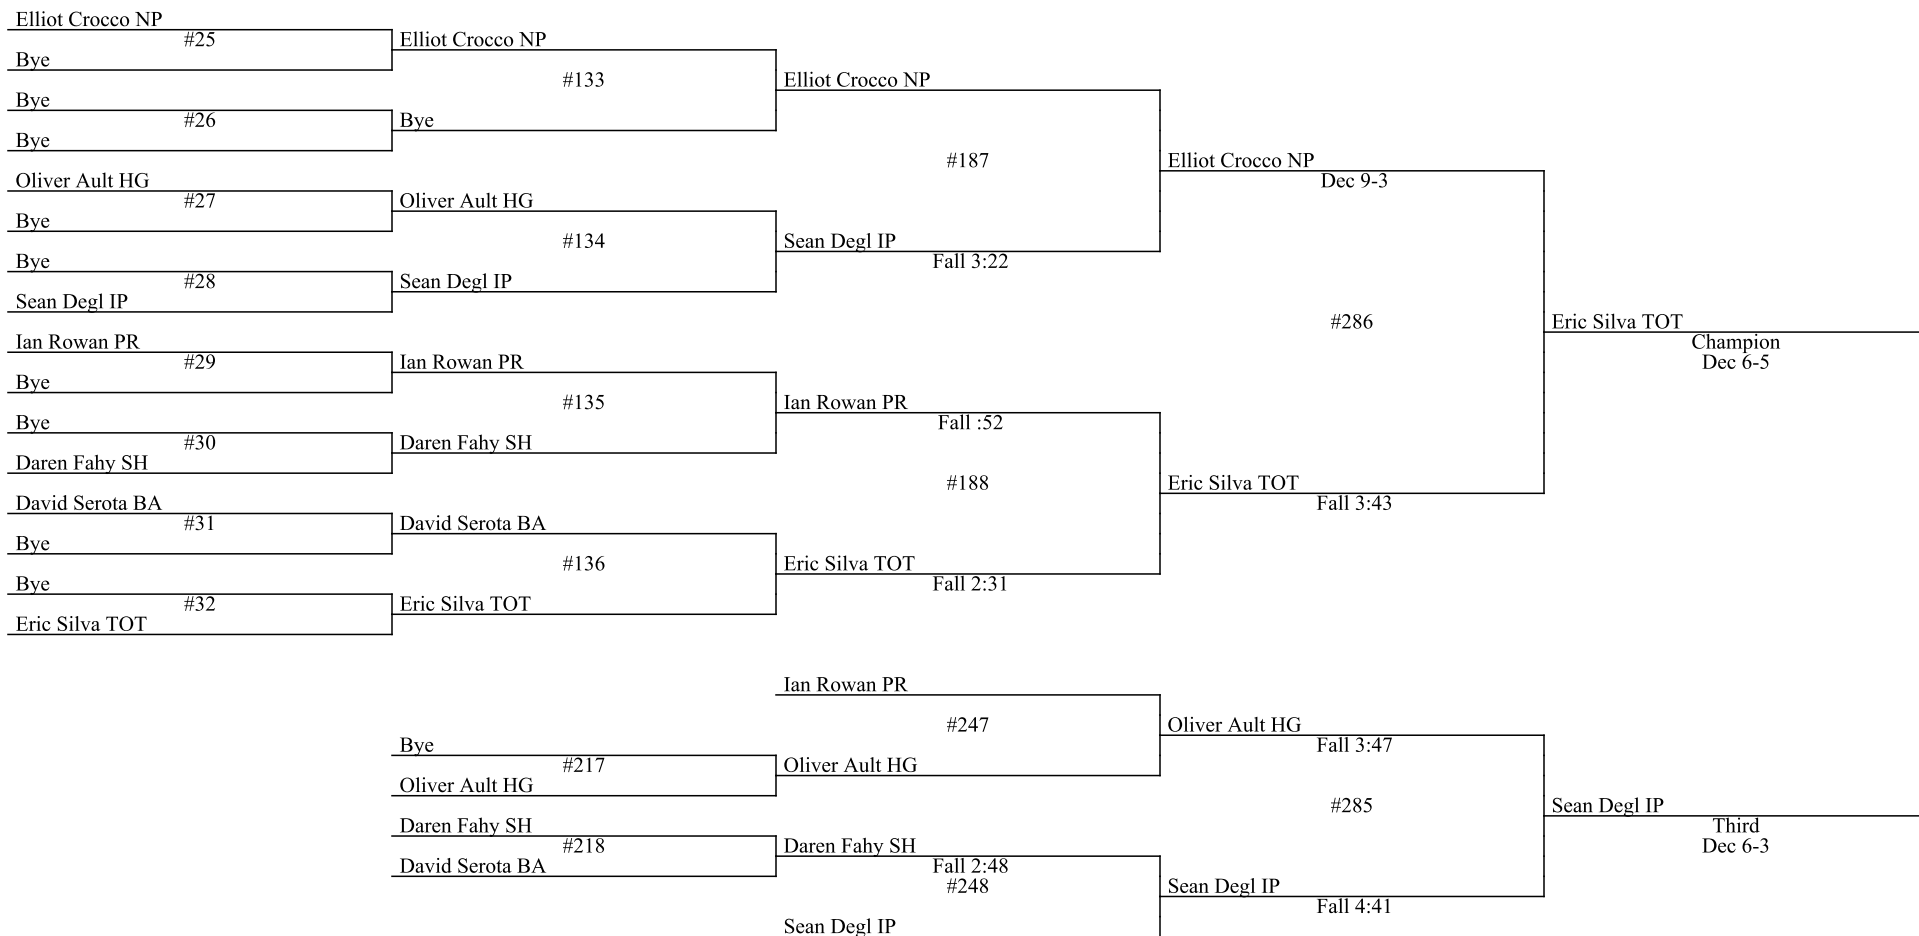 Elliot Crocco NP
#25
Elliot Crocco NP
Bye
#133
Elliot Crocco NP
Bye
#26
Bye
Bye
#187
Elliot Crocco NP
Dec 9-3
Oliver Ault HG
#27
Oliver Ault HG
Bye
#134
Sean Degl IP
Fall 3:22
Bye
#28
Sean Degl IP
Sean Degl IP
#286
Eric Silva TOT
Champion
Dec 6-5
Ian Rowan PR
#29
Ian Rowan PR
Bye
#135
Ian Rowan PR
Fall :52
Bye
#30
Daren Fahy SH
Daren Fahy SH
#188
Eric Silva TOT
Fall 3:43
David Serota BA
#31
David Serota BA
Bye
#136
Eric Silva TOT
Fall 2:31
Bye
#32
Eric Silva TOT
Eric Silva TOT
Ian Rowan PR
#247
Oliver Ault HG
Fall 3:47
Bye
#217
Oliver Ault HG
Oliver Ault HG
#285
Sean Degl IP
Third
Dec 6-3
Daren Fahy SH
#218
Daren Fahy SH
Fall 2:48
David Serota BA
#248
Sean Degl IP
Fall 4:41
Sean Degl IP